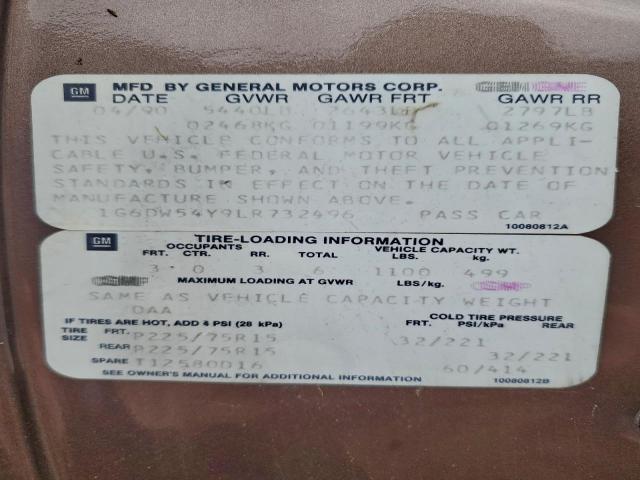 GM MFD BY GENERAL MOTORS CORP.
DATE GVWR GAWR FRT GAWR RR
04/90 5440LB 2643LB 2797LB
02468KG 01199KG 01269KG
THIS VEHICLE CONFORMS TO ALL APPLI-
CABLE U.S. FEDERAL MOTOR VEHICLE
SAFETY, BUMPER, AND THEFT PREVENTION
STANDARDS IN EFFECT ON THE DATE OF
MANUFACTURE SHOWN ABOVE.
1G6DW54Y9LR732496 PASS CAR
10080812A
GM TIRE-LOADING INFORMATION
OCCUPANTS VEHICLE CAPACITY WT.
FRT. CTR. RR. TOTAL LBS. kg.
3 0 3 6 1100 499
MAXIMUM LOADING AT GVWR LBS/kg.
SAME AS VEHICLE CAPACITY WEIGHT
0AA
IF TIRES ARE HOT, ADD 4 PSI (28 kPa) COLD TIRE PRESSURE
FRT. PSI/kPa REAR
TIRE SIZE FRT. P225/75R15 32/221
REAR P225/75R15 32/221
SPARE T12580D16 60/414
SEE OWNER'S MANUAL FOR ADDITIONAL INFORMATION 10080812B